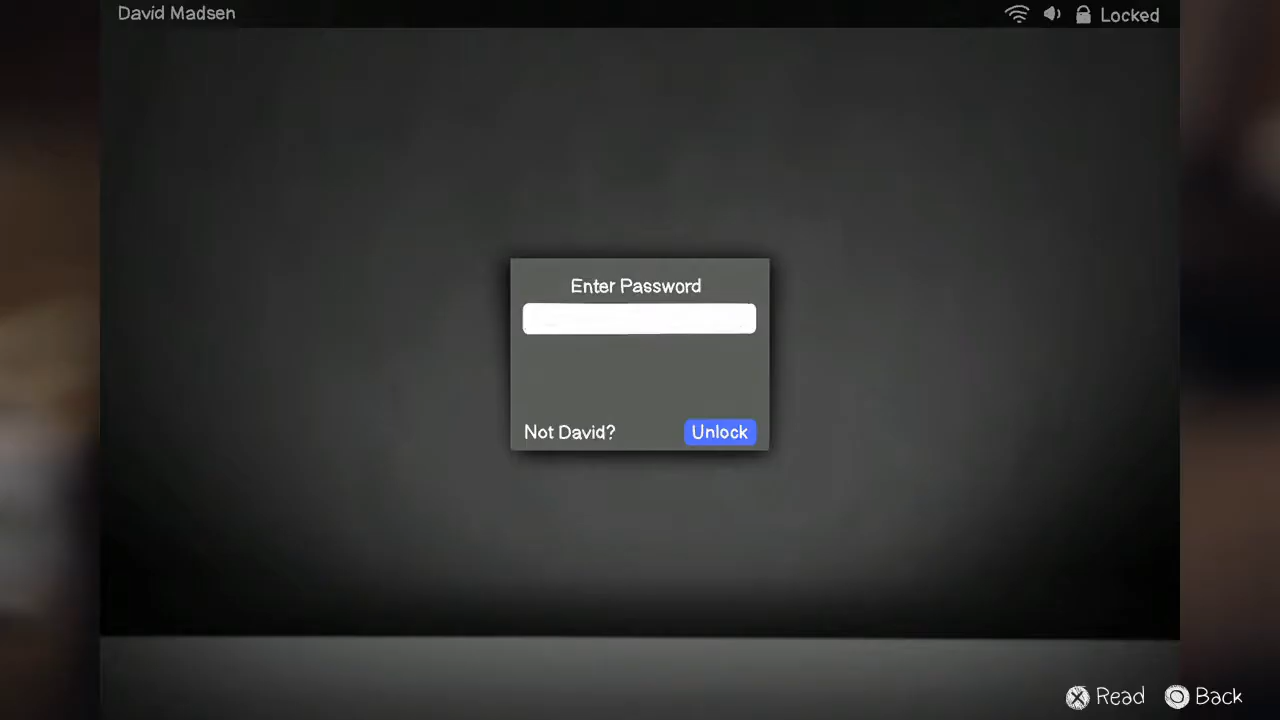 David Madsen
Locked
Enter Password
Not David?
Unlock
Read
Back